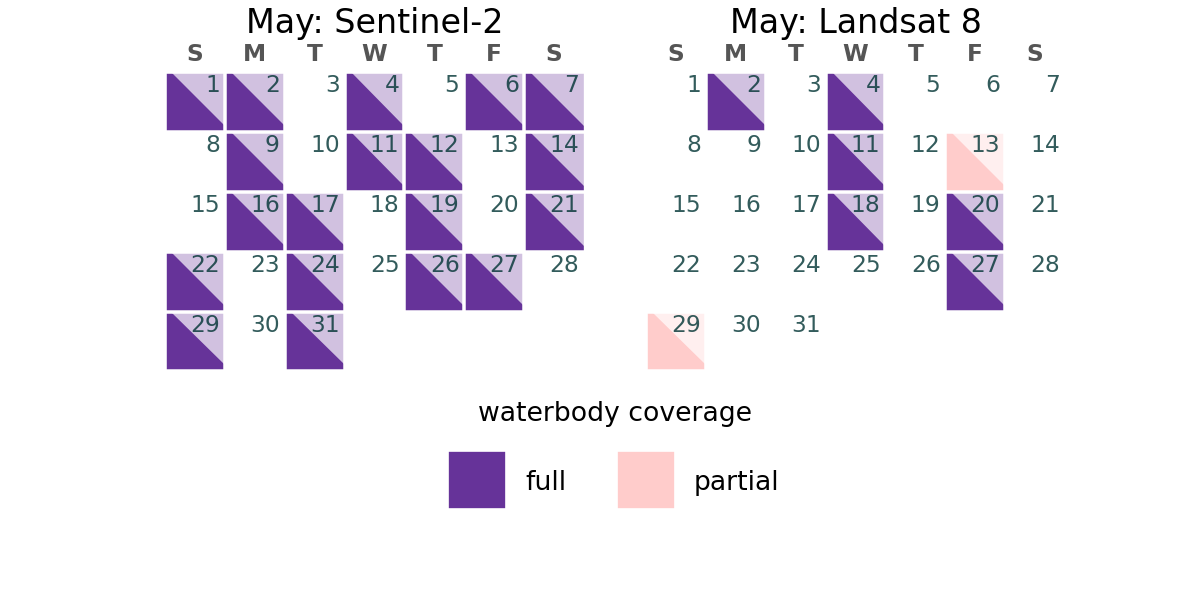 May: Sentinel-2
S M T W T F S
1 2 3 4 5 6 7
8 9 10 11 12 13 14
15 16 17 18 19 20 21
22 23 24 25 26 27 28
29 30 31
May: Landsat 8
S M T W T F S
1 2 3 4 5 6 7
8 9 10 11 12 13 14
15 16 17 18 19 20 21
22 23 24 25 26 27 28
29 30 31
waterbody coverage
full
partial